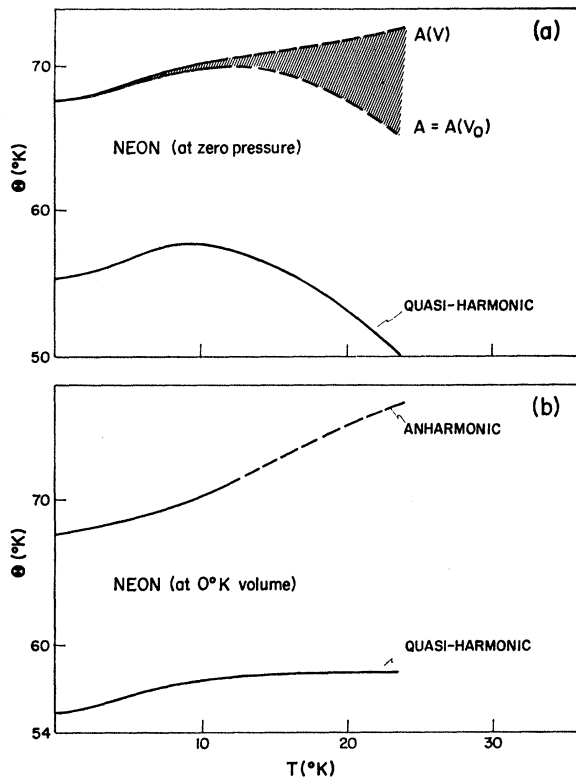 (a)
A(V)
70
A = A(V₀)
NEON (at zero pressure)
Θ (°K)
60
QUASI-HARMONIC
50
(b)
ANHARMONIC
70
Θ (°K)
NEON (at 0°K volume)
60
QUASI-HARMONIC
54
10 20 30
T(°K)